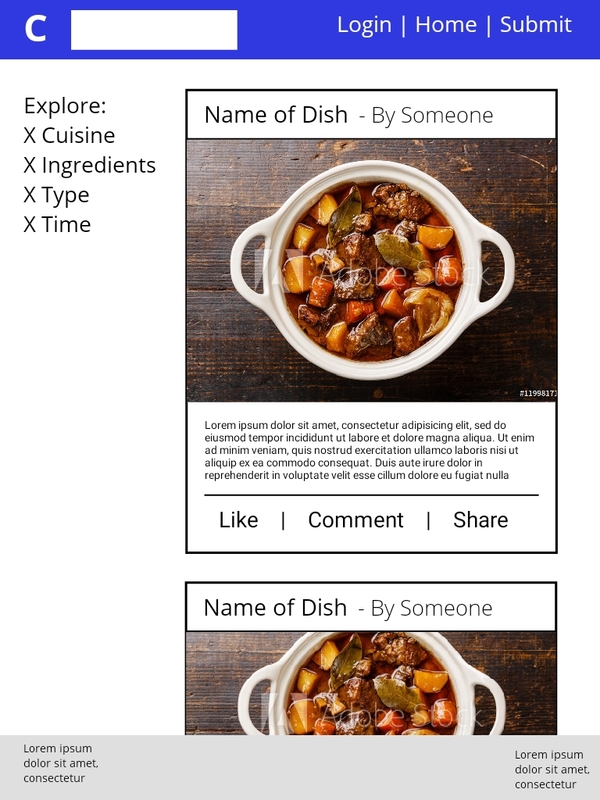 C
Login | Home | Submit
Explore:
X Cuisine
X Ingredients
X Type
X Time
Name of Dish - By Someone
Adobe Stock
#11998171
Lorem ipsum dolor sit amet, consectetur adipisicing elit, sed do
eiusmod tempor incididunt ut labore et dolore magna aliqua. Ut enim
ad minim veniam, quis nostrud exercitation ullamco laboris nisi ut
aliquip ex ea commodo consequat. Duis aute irure dolor in
reprehenderit in voluptate velit esse cillum dolore eu fugiat nulla
Like | Comment | Share
Name of Dish - By Someone
Adobe Stock
Lorem ipsum
dolor sit amet,
consectetur
Lorem ipsum
dolor sit amet,
consectetur